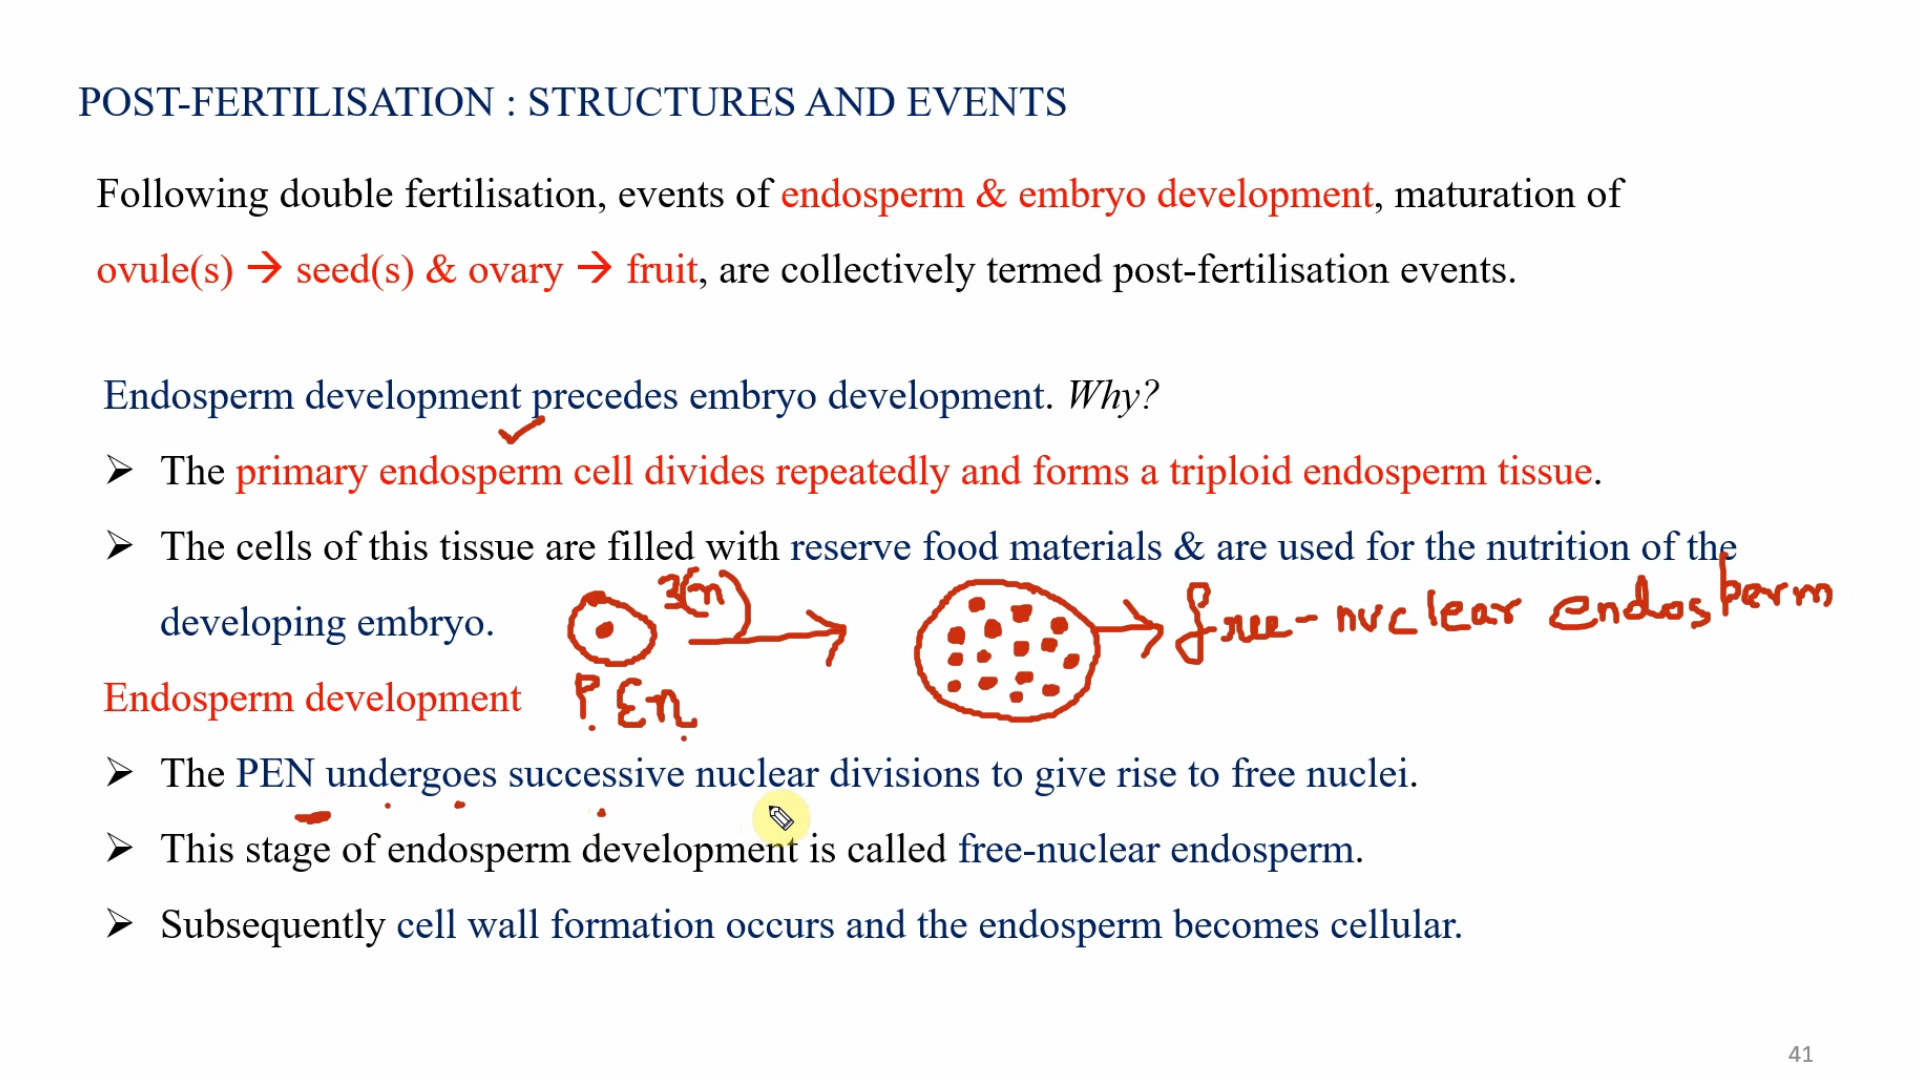 POST-FERTILISATION : STRUCTURES AND EVENTS
Following double fertilisation, events of endosperm & embryo development, maturation of
ovule(s) → seed(s) & ovary → fruit, are collectively termed post-fertilisation events.
Endosperm development precedes embryo development. Why?
➢ The primary endosperm cell divides repeatedly and forms a triploid endosperm tissue.
➢ The cells of this tissue are filled with reserve food materials & are used for the nutrition of the
developing embryo.
3(n)
free-nuclear endosperm
Endosperm development
P.En.
➢ The PEN undergoes successive nuclear divisions to give rise to free nuclei.
➢ This stage of endosperm development is called free-nuclear endosperm.
➢ Subsequently cell wall formation occurs and the endosperm becomes cellular.
41